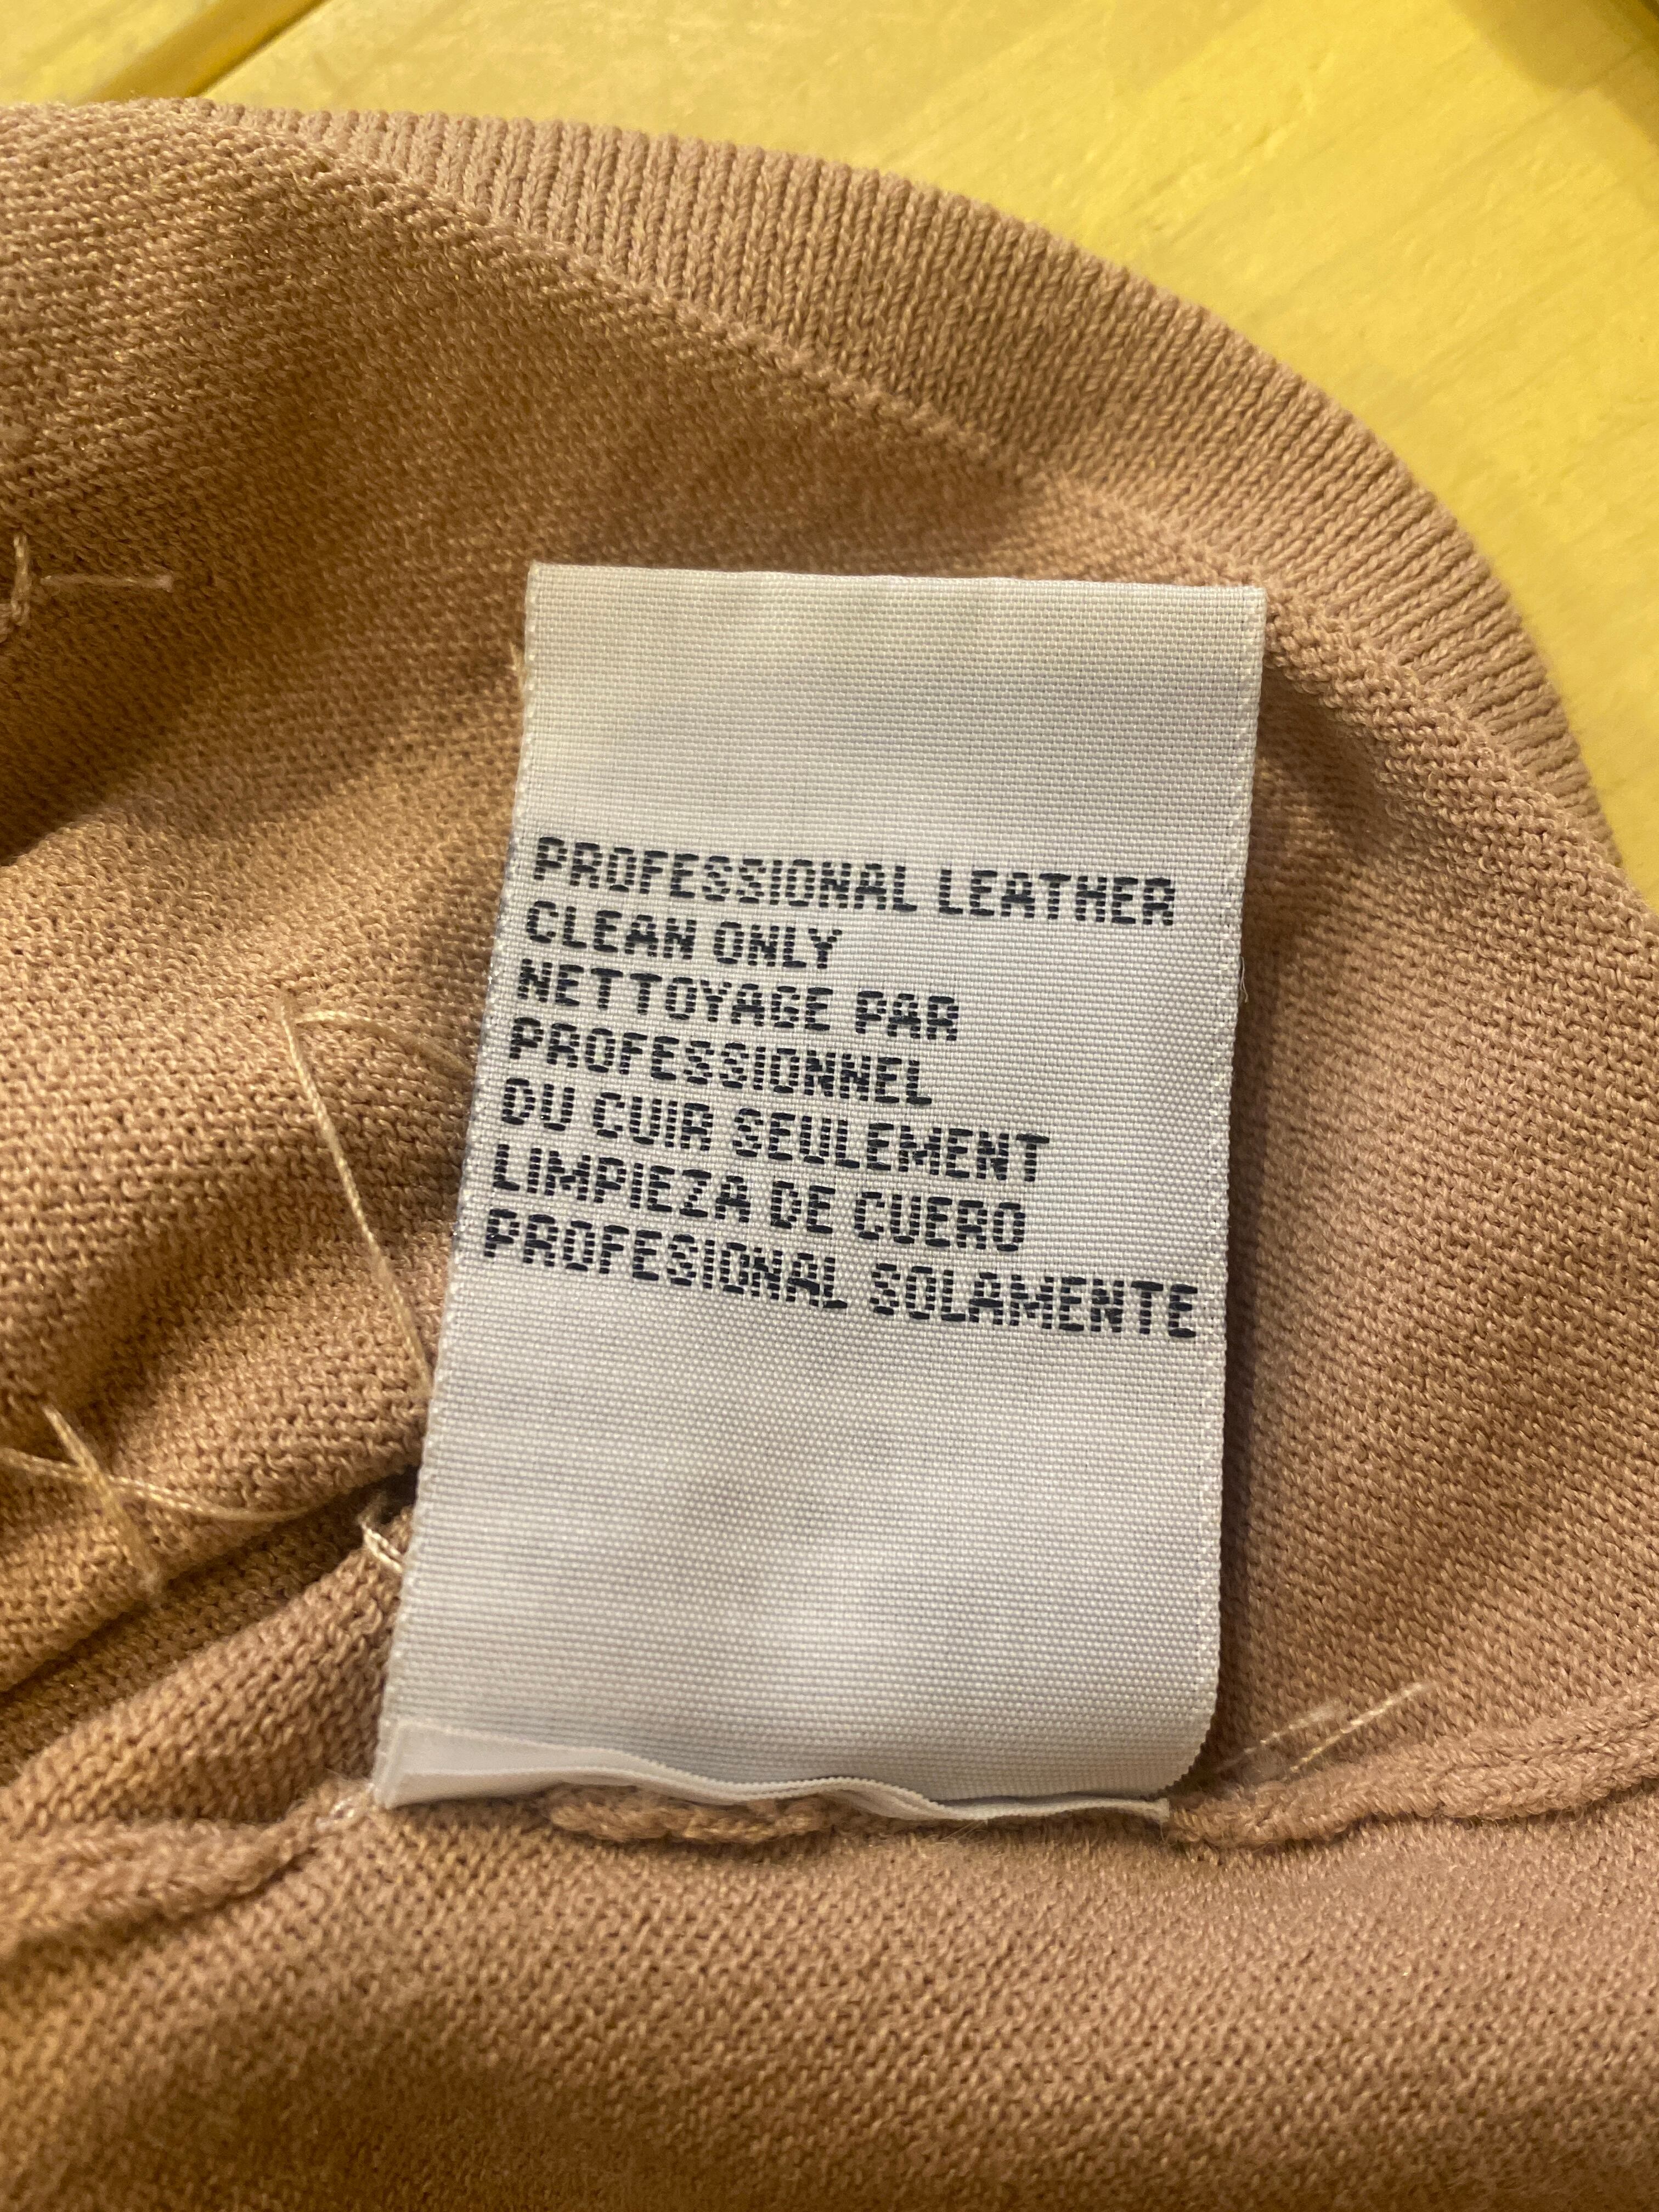 PROFESSIONAL LEATHER
CLEAN ONLY
NETTOYAGE PAR
PROFESSIONNEL
DU CUIR SEULEMENT
LIMPIEZA DE CUERO
PROFESIONAL SOLAMENTE